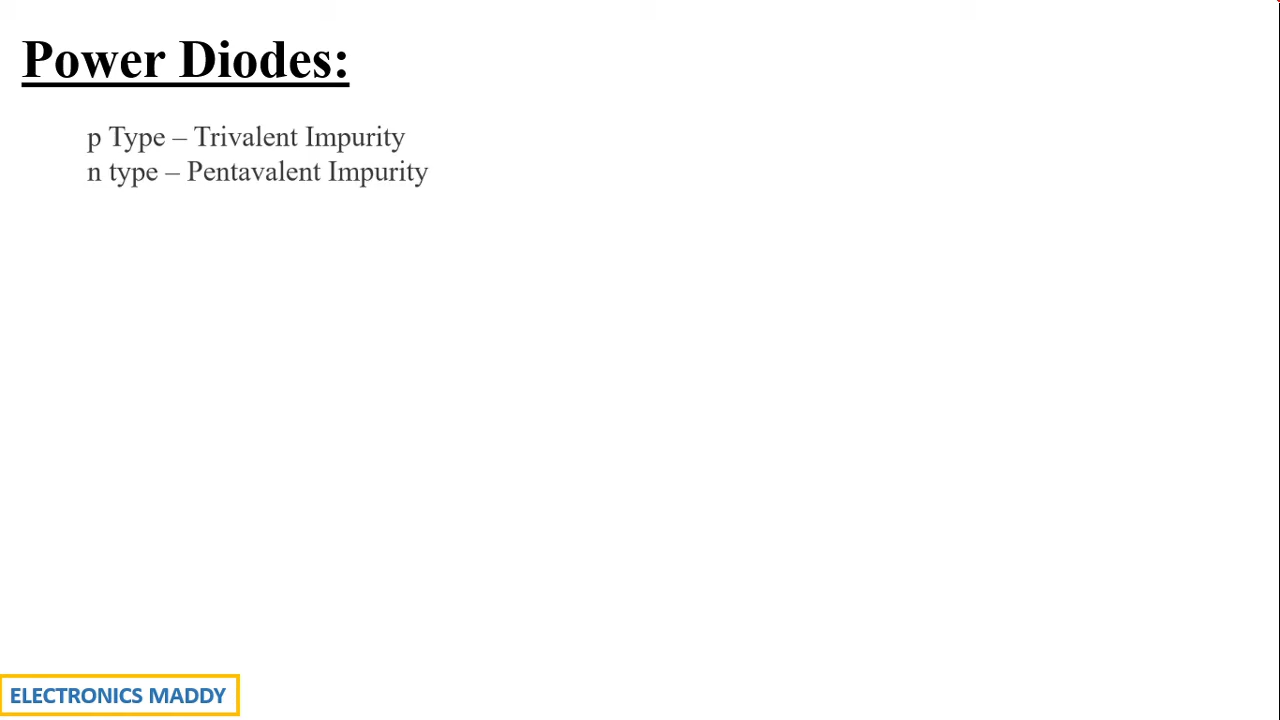 Power Diodes:
p Type – Trivalent Impurity
n type – Pentavalent Impurity
ELECTRONICS MADDY